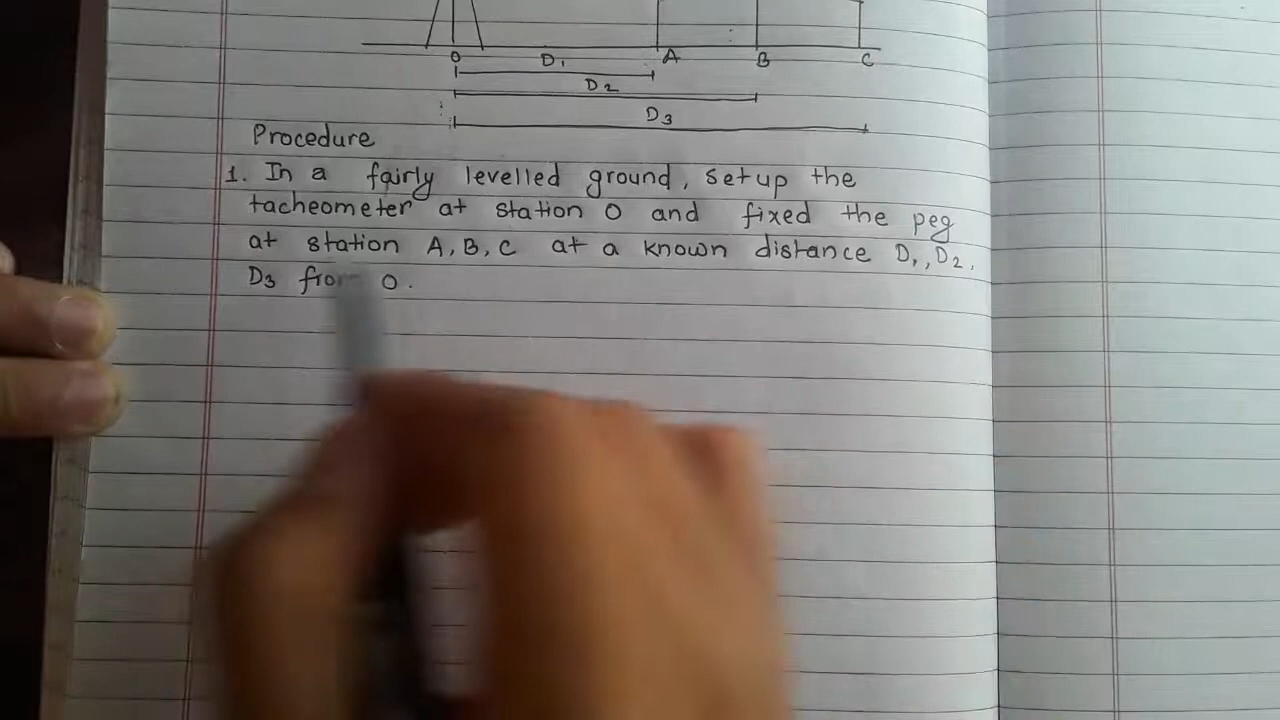 O D1 A B C
D2
D3
Procedure
1. In a fairly levelled ground, setup the
tacheometer at station O and fixed the peg
at station A, B, C at a known distance D1, D2,
D3 from O.